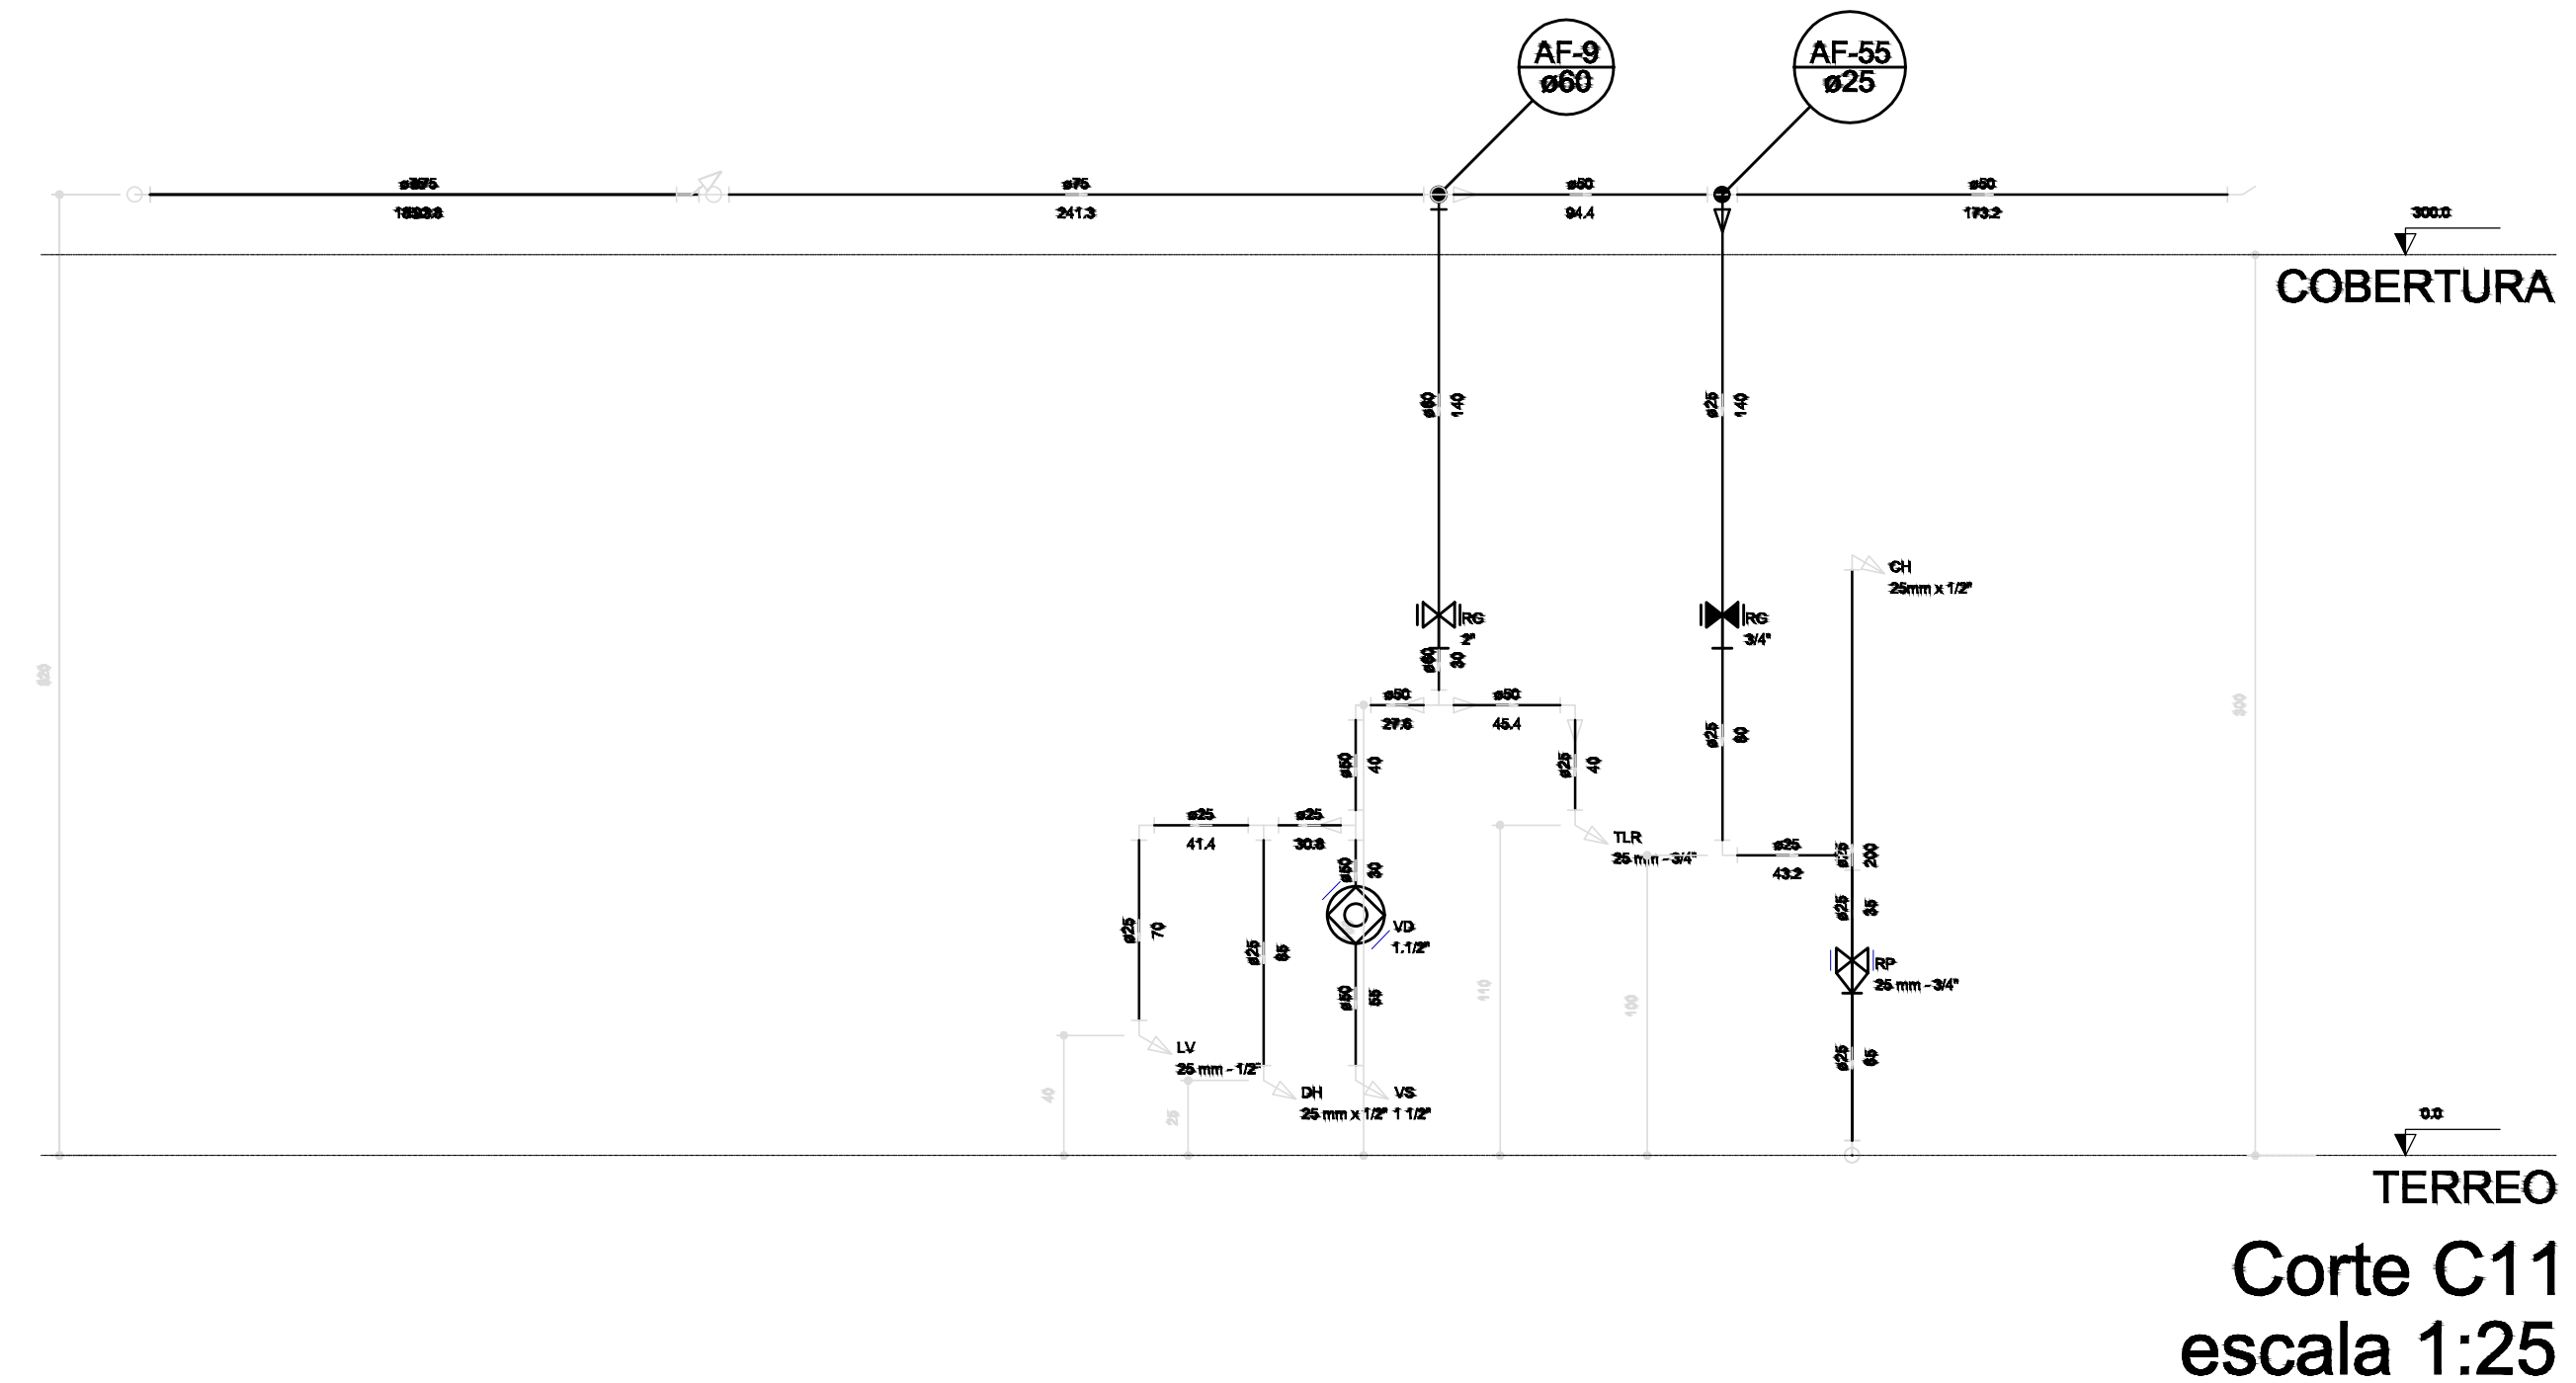 AF-9
ø60
AF-55
ø25
ø75
241.3
ø50
94.4
ø50
173.2
300.0
COBERTURA
ø60
140
ø25
140
CH
25mm x 1/2"
RG
2"
RG
3/4"
ø60
30
320
300
ø50
27.6
ø50
45.4
ø25
60
ø50
40
ø25
40
ø25
41.4
ø25
30.8
TLR
25 mm - 3/4"
ø25
43.2
ø25
200
ø50
30
ø25
35
ø25
70
ø25
85
VD
1.1/2"
RP
25 mm - 3/4"
ø50
55
110
100
LV
25 mm - 1/2"
ø25
65
40
25
DH
25 mm x 1/2"
VS
1 1/2"
0.0
TERREO
Corte C11
escala 1:25